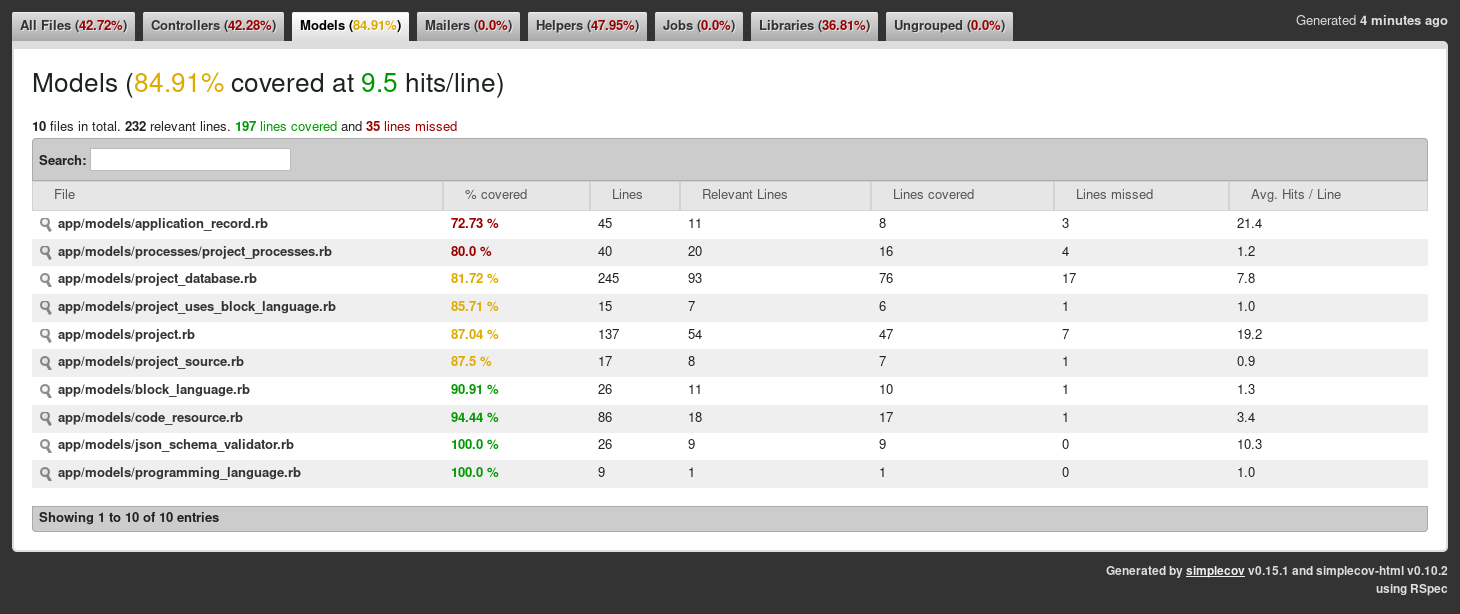 All Files (42.72%) Controllers (42.28%) Models (84.91%) Mailers (0.0%) Helpers (47.95%) Jobs (0.0%) Libraries (36.81%) Ungrouped (0.0%) Generated 4 minutes ago
Models (84.91% covered at 9.5 hits/line)
10 files in total. 232 relevant lines. 197 lines covered and 35 lines missed
Search:
File % covered Lines Relevant Lines Lines covered Lines missed Avg. Hits / Line
app/models/application_record.rb 72.73 % 45 11 8 3 21.4
app/models/processes/project_processes.rb 80.0 % 40 20 16 4 1.2
app/models/project_database.rb 81.72 % 245 93 76 17 7.8
app/models/project_uses_block_language.rb 85.71 % 15 7 6 1 1.0
app/models/project.rb 87.04 % 137 54 47 7 19.2
app/models/project_source.rb 87.5 % 17 8 7 1 0.9
app/models/block_language.rb 90.91 % 26 11 10 1 1.3
app/models/code_resource.rb 94.44 % 86 18 17 1 3.4
app/models/json_schema_validator.rb 100.0 % 26 9 9 0 10.3
app/models/programming_language.rb 100.0 % 9 1 1 0 1.0
Showing 1 to 10 of 10 entries
Generated by simplecov v0.15.1 and simplecov-html v0.10.2
using RSpec